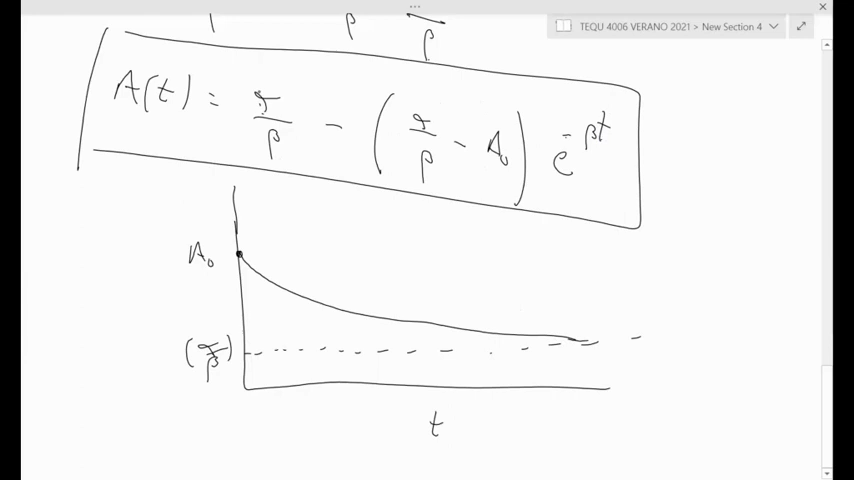 β
TEQU 4006 VERANO 2021 > New Section 4
A(t) = α/β − (α/β − A₀) e^-βt
A₀
(α/β)
t